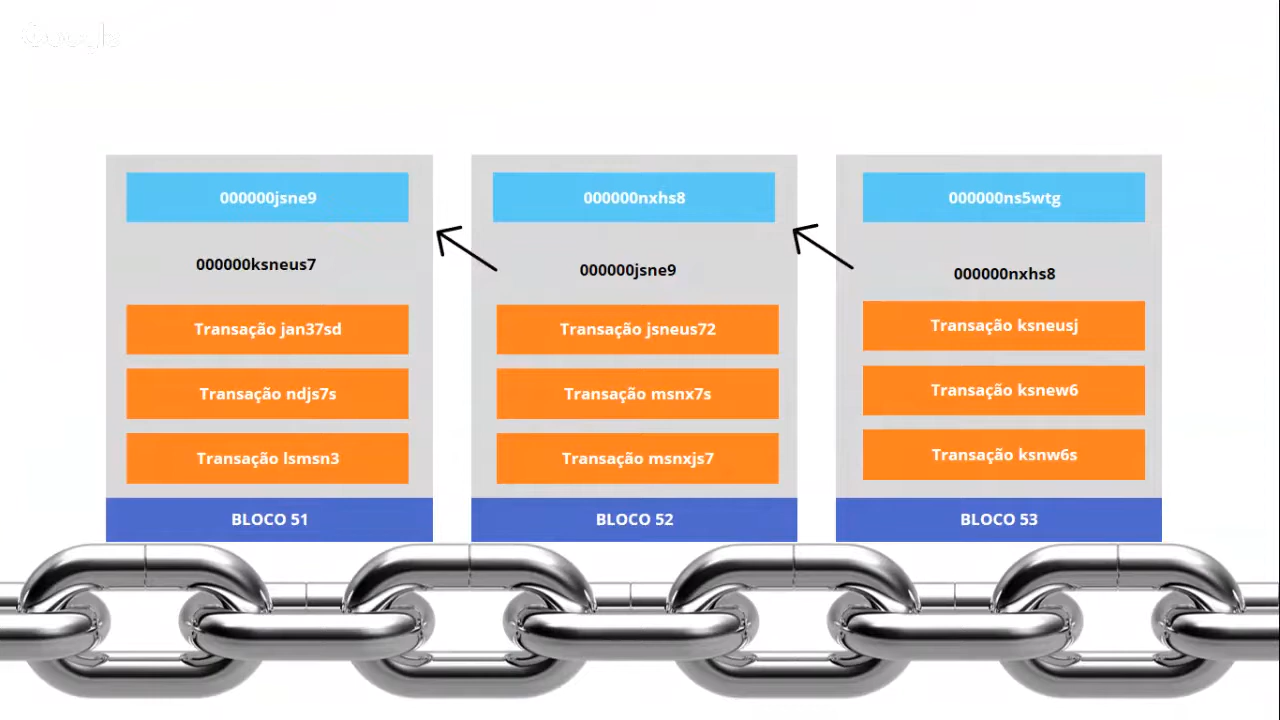 Google
000000jsne9
000000ksneus7
Transação jan37sd
Transação ndjs7s
Transação lsmsn3
BLOCO 51
000000nxhs8
000000jsne9
Transação jsneus72
Transação msnx7s
Transação msnxjs7
BLOCO 52
000000ns5wtg
000000nxhs8
Transação ksneusj
Transação ksnew6
Transação ksnw6s
BLOCO 53